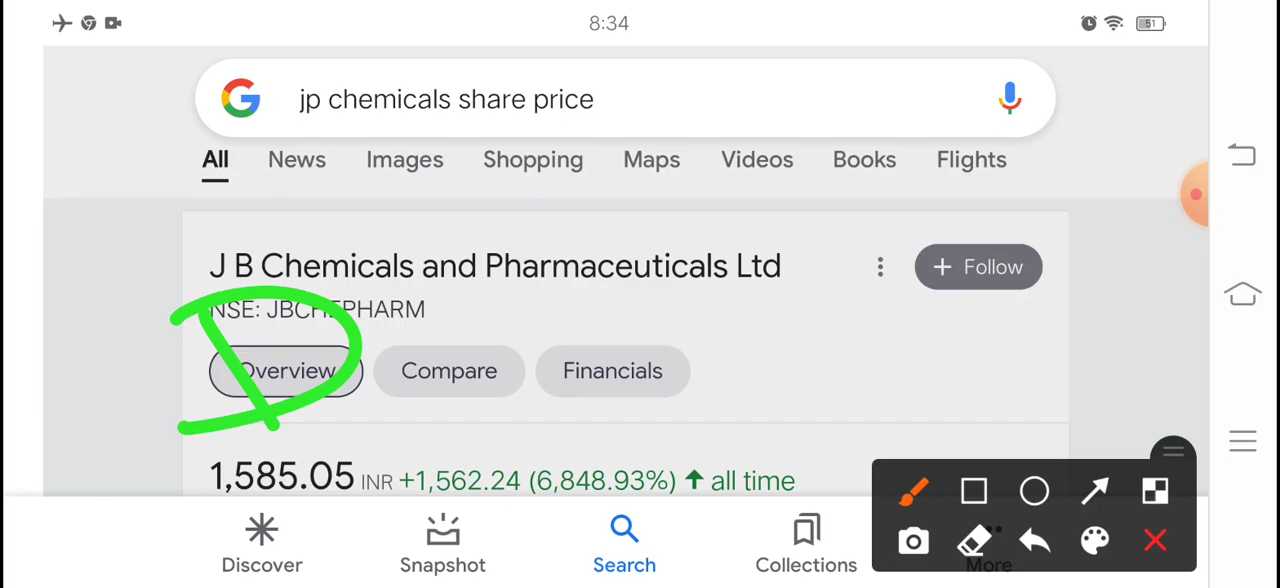 8:34
51
jp chemicals share price
All News Images Shopping Maps Videos Books Flights
J B Chemicals and Pharmaceuticals Ltd
+ Follow
NSE: JBCHEPHARM
Overview Compare Financials
1,585.05 INR +1,562.24 (6,848.93%) ↑ all time
Discover Snapshot Search Collections More